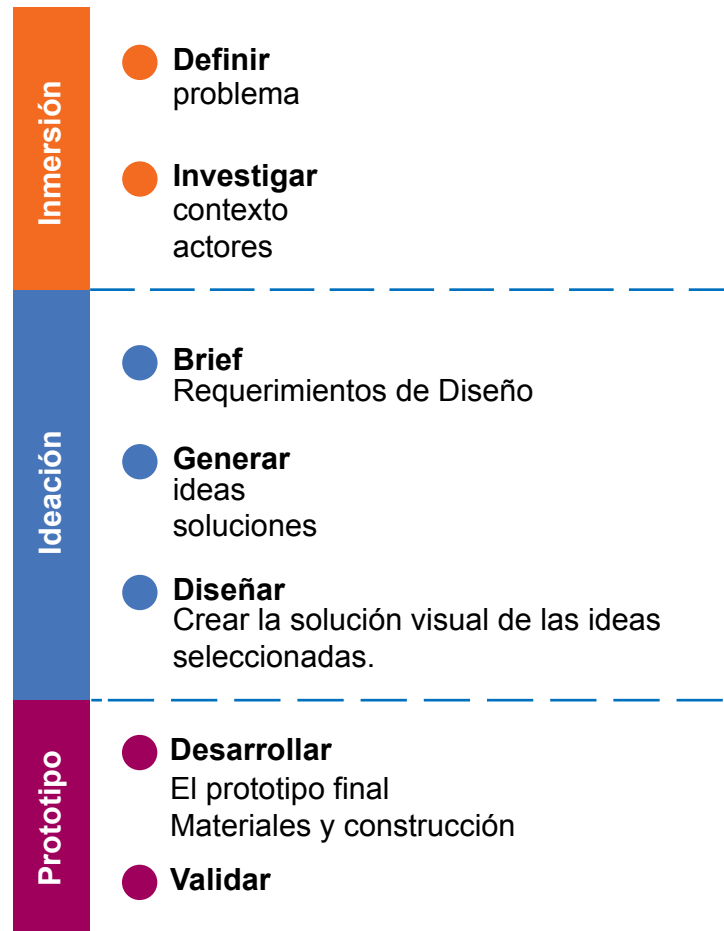 Inmersión
Definir
problema
Investigar
contexto
actores
Ideación
Brief
Requerimientos de Diseño
Generar
ideas
soluciones
Diseñar
Crear la solución visual de las ideas
seleccionadas.
Prototipo
Desarrollar
El prototipo final
Materiales y construcción
Validar